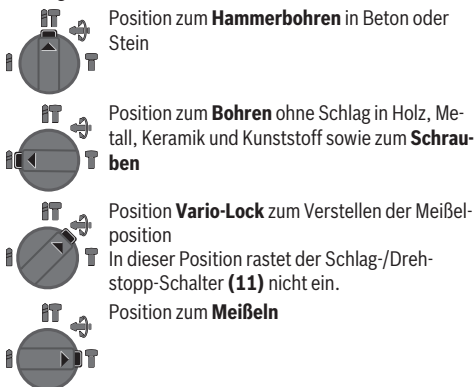 Position zum Hammerbohren in Beton oder
Stein
Position zum Bohren ohne Schlag in Holz, Me-
tall, Keramik und Kunststoff sowie zum Schrau-
ben
Position Vario-Lock zum Verstellen der Meißel-
position
In dieser Position rastet der Schlag-/Dreh-
stopp-Schalter (11) nicht ein.
Position zum Meißeln